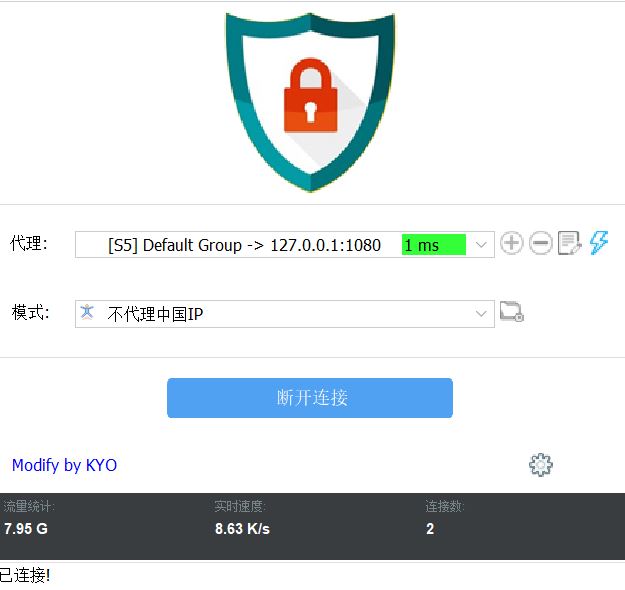 代理: [S5] Default Group -> 127.0.0.1:1080 1 ms
模式: 不代理中国IP
断开连接
Modify by KYO
流量统计: 实时速度: 连接数:
7.95 G 8.63 K/s 2
已连接!